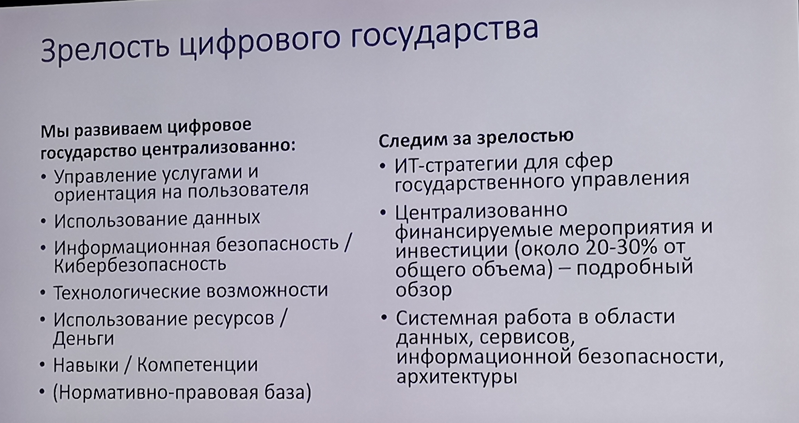 Зрелость цифрового государства
Мы развиваем цифровое
государство централизованно:
• Управление услугами и
ориентация на пользователя
• Использование данных
• Информационная безопасность /
Кибербезопасность
• Технологические возможности
• Использование ресурсов /
Деньги
• Навыки / Компетенции
• (Нормативно-правовая база)
Следим за зрелостью
• ИТ-стратегии для сфер
государственного управления
• Централизованно
финансируемые мероприятия и
инвестиции (около 20-30% от
общего объема) – подробный
обзор
• Системная работа в области
данных, сервисов,
информационной безопасности,
архитектуры